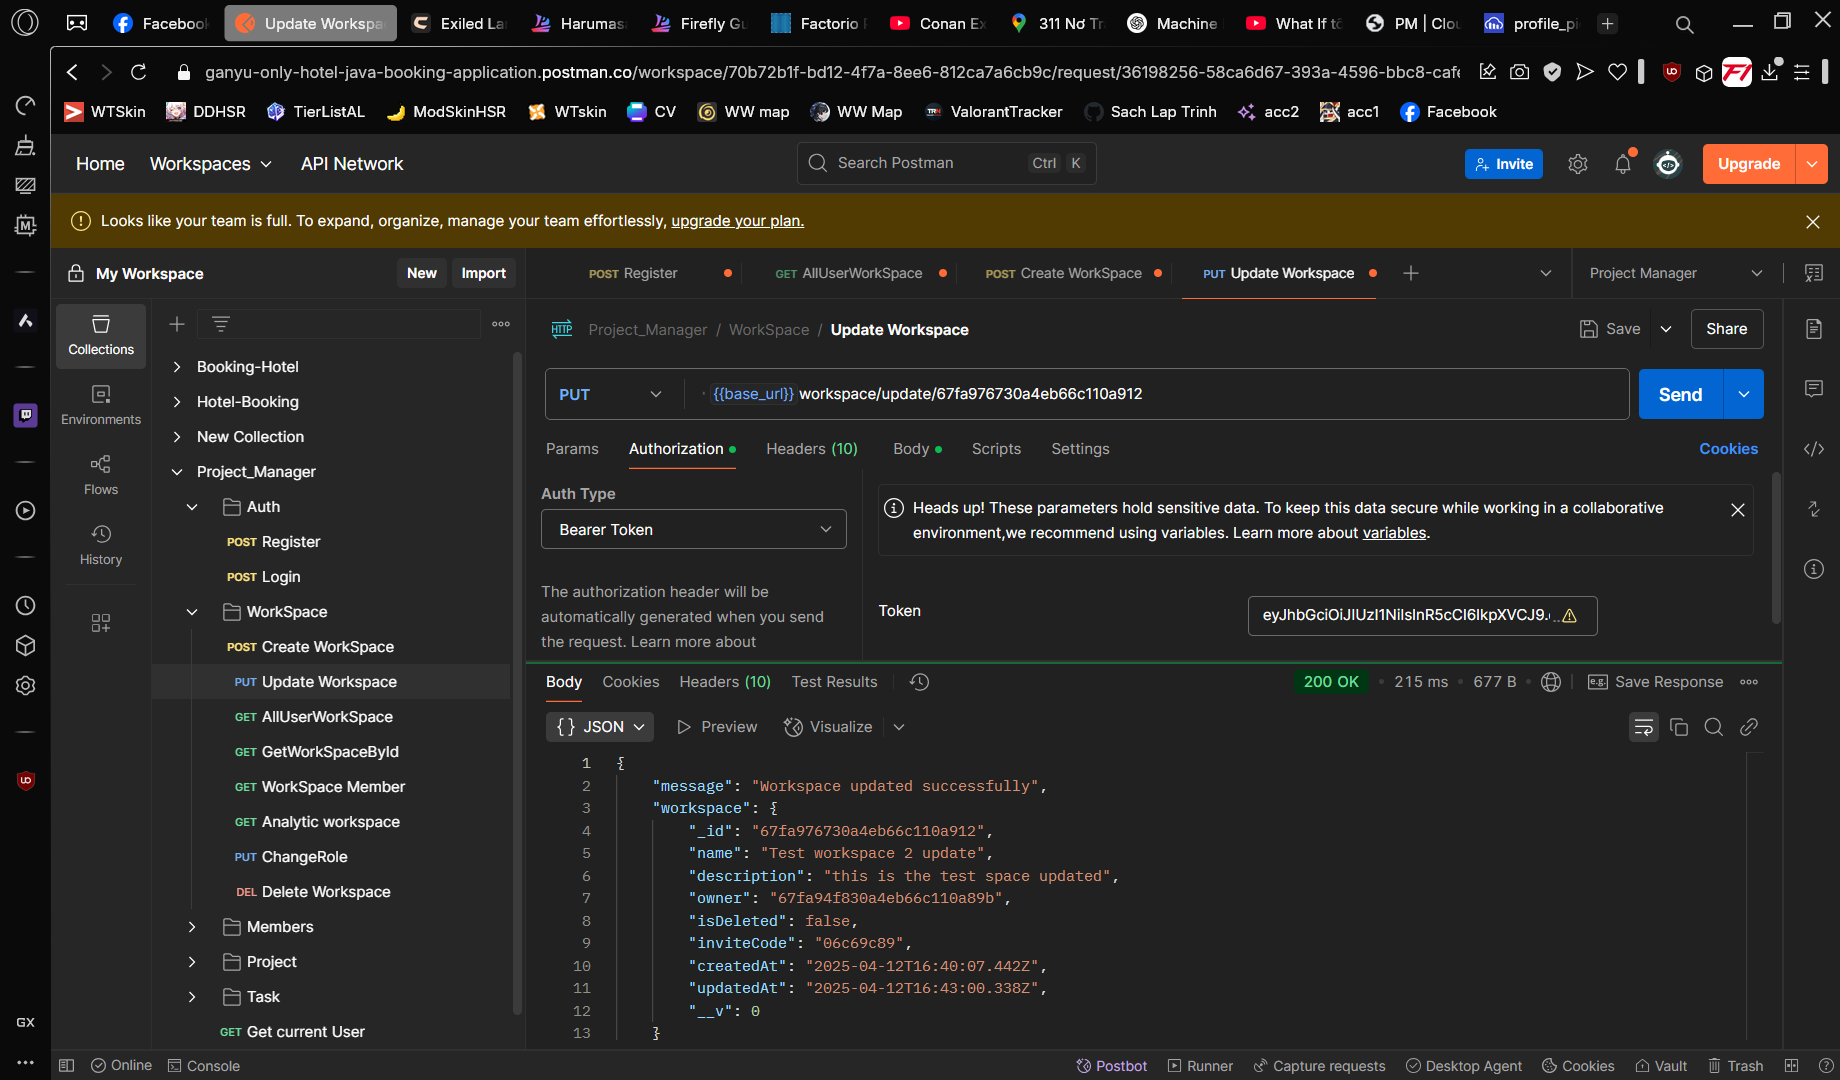 Facebook
Update Workspa
Exiled La
Harumas
Firefly Gu
Factorio
Conan Ex
311 Nơ Tr
Machine
What If tó
PM | Clou
profile_pi
ganyu-only-hotel-java-booking-application.postman.co/workspace/70b72b1f-bd12-4f7a-8ee6-812ca7a6cb9c/request/36198256-58ca6d67-393a-4596-bbc8-cafe
WTSkin
DDHSR
TierListAL
ModSkinHSR
WTskin
CV
WW map
WW Map
ValorantTracker
Sach Lap Trinh
acc2
acc1
Facebook
Home
Workspaces
API Network
Search Postman
Ctrl K
Invite
Upgrade
Looks like your team is full. To expand, organize, manage your team effortlessly, upgrade your plan.
My Workspace
New
Import
POST Register
GET AllUserWorkSpace
POST Create WorkSpace
PUT Update Workspace
Project Manager
Collections
Environments
Flows
History
Booking-Hotel
Hotel-Booking
New Collection
Project_Manager
Auth
POST Register
POST Login
WorkSpace
POST Create WorkSpace
PUT Update Workspace
GET AllUserWorkSpace
GET GetWorkSpaceById
GET WorkSpace Member
GET Analytic workspace
PUT ChangeRole
DEL Delete Workspace
Members
Project
Task
GET Get current User
HTTP
Project_Manager / WorkSpace / Update Workspace
Save
Share
PUT
{{base_url}} workspace/update/67fa976730a4eb66c110a912
Send
Params
Authorization
Headers (10)
Body
Scripts
Settings
Cookies
Auth Type
Bearer Token
The authorization header will be
automatically generated when you send
the request. Learn more about
Heads up! These parameters hold sensitive data. To keep this data secure while working in a collaborative
environment,we recommend using variables. Learn more about variables.
Token
eyJhbGciOiJIUzI1NiIsInR5cCI6IkpXVCJ9.
Body
Cookies
Headers (10)
Test Results
200 OK
215 ms
677 B
e.g. Save Response
{} JSON
Preview
Visualize
1 {
2 "message": "Workspace updated successfully",
3 "workspace": {
4 "_id": "67fa976730a4eb66c110a912",
5 "name": "Test workspace 2 update",
6 "description": "this is the test space updated",
7 "owner": "67fa94f830a4eb66c110a89b",
8 "isDeleted": false,
9 "inviteCode": "06c69c89",
10 "createdAt": "2025-04-12T16:40:07.442Z",
11 "updatedAt": "2025-04-12T16:43:00.338Z",
12 "__v": 0
13 }
GX
Online
Console
Postbot
Runner
Capture requests
Desktop Agent
Cookies
Vault
Trash